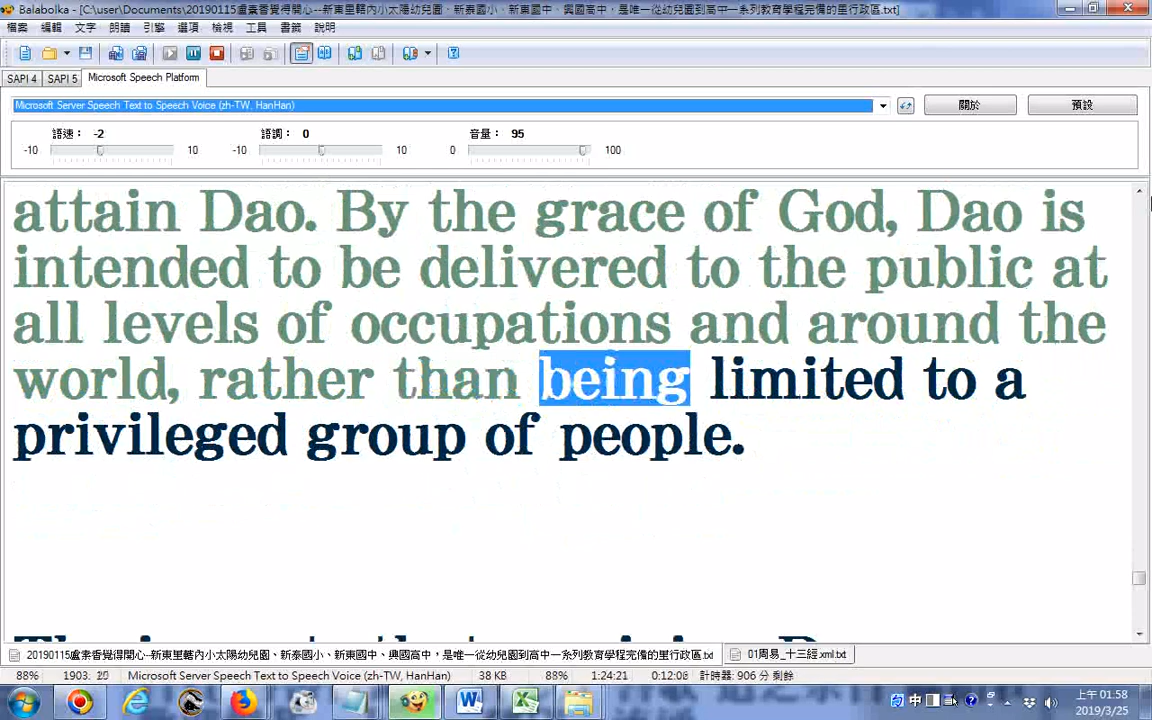 Balabolka - [C:\user\Documents\20190115盧素香覺得開心--新東里轄內小太陽幼兒園、新泰國小、新東國中、興國高中，是唯一從幼兒園到高中一系列教育學程完備的里行政區.txt]
檔案 編輯 文字 朗讀 引擎 選項 檢視 工具 書籤 說明
SAPI 4 SAPI 5 Microsoft Speech Platform
Microsoft Server Speech Text to Speech Voice (zh-TW, HanHan) 關於 預設
語速： -2 語調： 0 音量： 95
-10 10 -10 10 0 100
attain Dao. By the grace of God, Dao is
intended to be delivered to the public at
all levels of occupations and around the
world, rather than being limited to a
privileged group of people.
20190115盧素香覺得開心--新東里轄內小太陽幼兒園、新泰國小、新東國中、興國高中，是唯一從幼兒園到高中一系列教育學程完備的里行政區.txt 01周易_十三經.xml.txt
88% 1903: 20 Microsoft Server Speech Text to Speech Voice (zh-TW, HanHan) 38 KB 88% 1:24:21 0:12:08 計時器： 906 分 剩餘
中 上午 01:58
2019/3/25